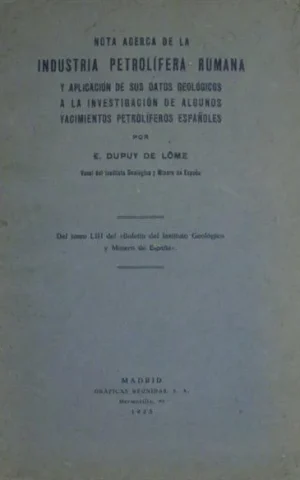 NOTA ACERCA DE LA
INDUSTRIA PETROLÍFERA RUMANA
Y APLICACIÓN DE SUS DATOS GEOLÓGICOS
A LA INVESTIGACIÓN DE ALGUNOS
YACIMIENTOS PETROLÍFEROS ESPAÑOLES
POR
E. DUPUY DE LÔME
Vocal del Instituto Geológico y Minero de España
Del tomo LIII del «Boletín del Instituto Geológico
y Minero de España»
MADRID
GRÁFICAS REUNIDAS S. A.